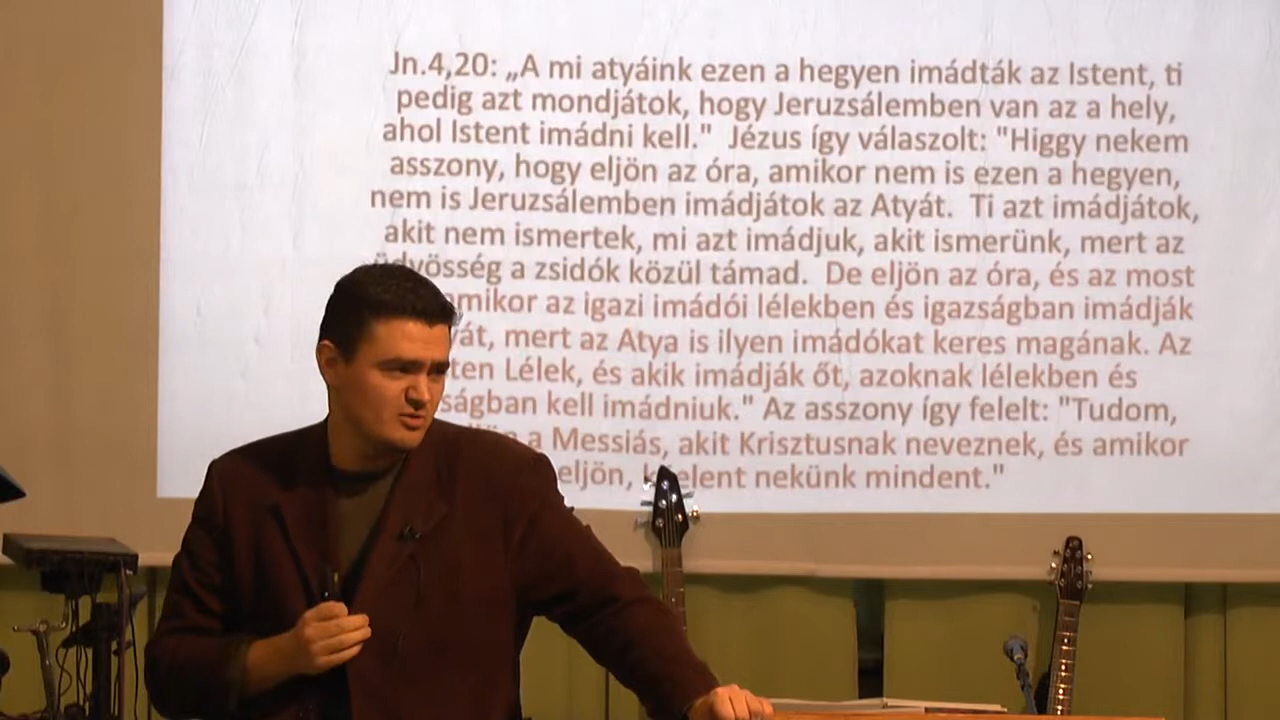 Jn.4,20: „A mi atyáink ezen a hegyen imádták az Istent, ti
pedig azt mondjátok, hogy Jeruzsálemben van az a hely,
ahol Istent imádni kell." Jézus így válaszolt: "Higgy nekem
asszony, hogy eljön az óra, amikor nem is ezen a hegyen,
nem is Jeruzsálemben imádjátok az Atyát. Ti azt imádjátok,
akit nem ismertek, mi azt imádjuk, akit ismerünk, mert az
üdvösség a zsidók közül támad. De eljön az óra, és az most
amikor az igazi imádói lélekben és igazságban imádják
mert az Atya is ilyen imádókat keres magának. Az
Lélek, és akik imádják őt, azoknak lélekben és
kell imádniuk." Az asszony így felelt: "Tudom,
a Messiás, akit Krisztusnak neveznek, és amikor
eljön, kijelent nekünk mindent."